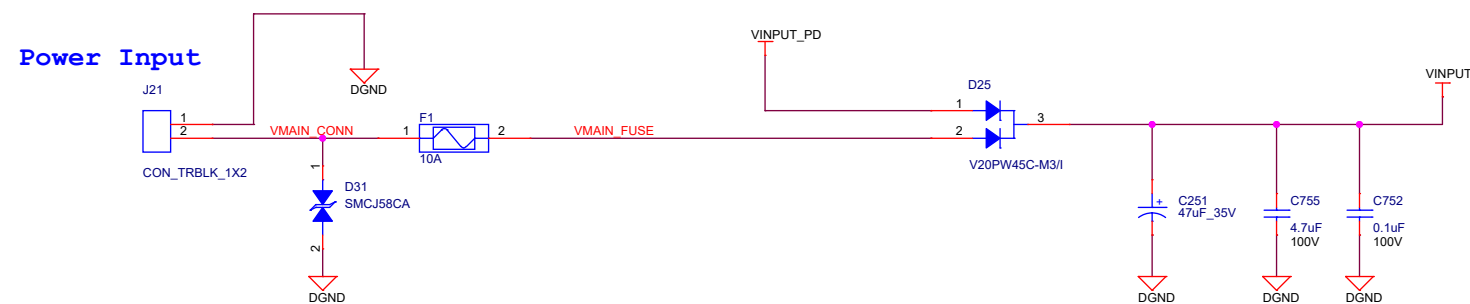 Power Input
J21
1
2
CON_TRBLK_1X2
DGND
VMAIN_CONN
1
D31
SMCJ58CA
2
DGND
F1
1
2
10A
VMAIN_FUSE
VINPUT_PD
D25
1
2
3
V20PW45C-M3/I
VINPUT
+
C251
47uF_35V
DGND
C755
4.7uF
100V
DGND
C752
0.1uF
100V
DGND